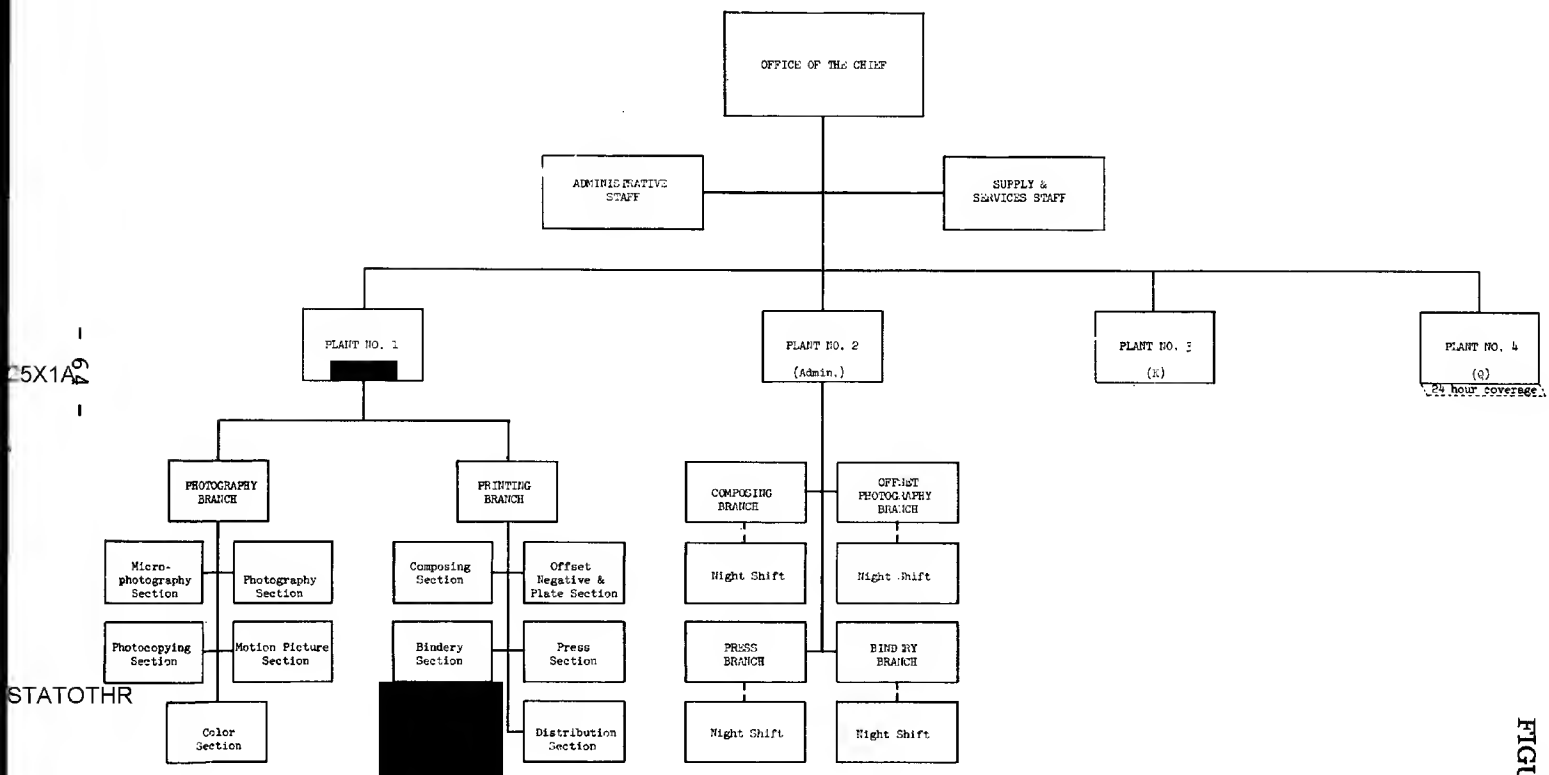 OFFICE OF THE CHIEF
ADMINISTRATIVE
STAFF
SUPPLY &
SERVICES STAFF
PLANT NO. 1
PLANT NO. 2
(Admin.)
PLANT NO. 3
(K)
PLANT NO. 4
(Q)
24 hour coverage
- 64 -
25X1A
PHOTOGRAPHY
BRANCH
PRINTING
BRANCH
COMPOSING
BRANCH
OFFSET
PHOTOGRAPHY
BRANCH
Micro-
photography
Section
Photography
Section
Composing
Section
Offset
Negative &
Plate Section
Night Shift
Night Shift
Photocopying
Section
Motion Picture
Section
Bindery
Section
Press
Section
PRESS
BRANCH
BINDERY
BRANCH
STATOTHR
Color
Section
Distribution
Section
Night Shift
Night Shift
FIGU